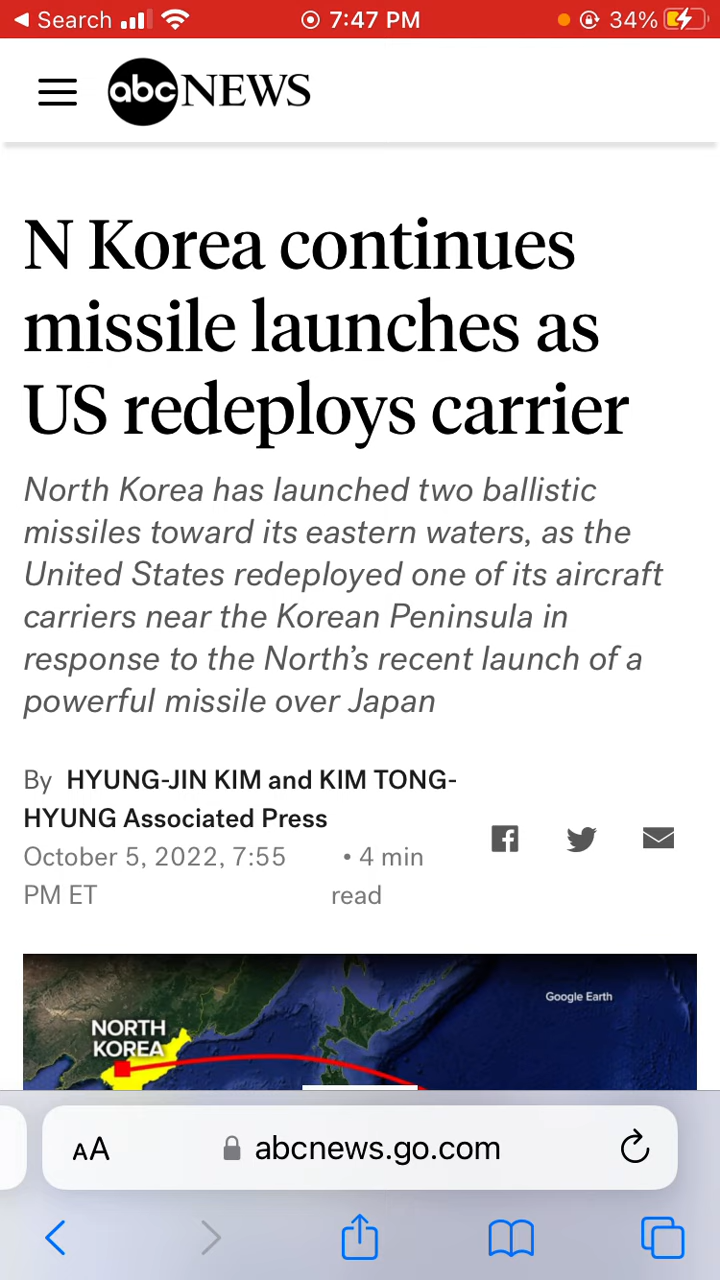 Search 7:47 PM 34%
abc NEWS
N Korea continues
missile launches as
US redeploys carrier
North Korea has launched two ballistic
missiles toward its eastern waters, as the
United States redeployed one of its aircraft
carriers near the Korean Peninsula in
response to the North’s recent launch of a
powerful missile over Japan
By HYUNG-JIN KIM and KIM TONG-
HYUNG Associated Press
October 5, 2022, 7:55 • 4 min
PM ET read
Google Earth
NORTH
KOREA
AA abcnews.go.com